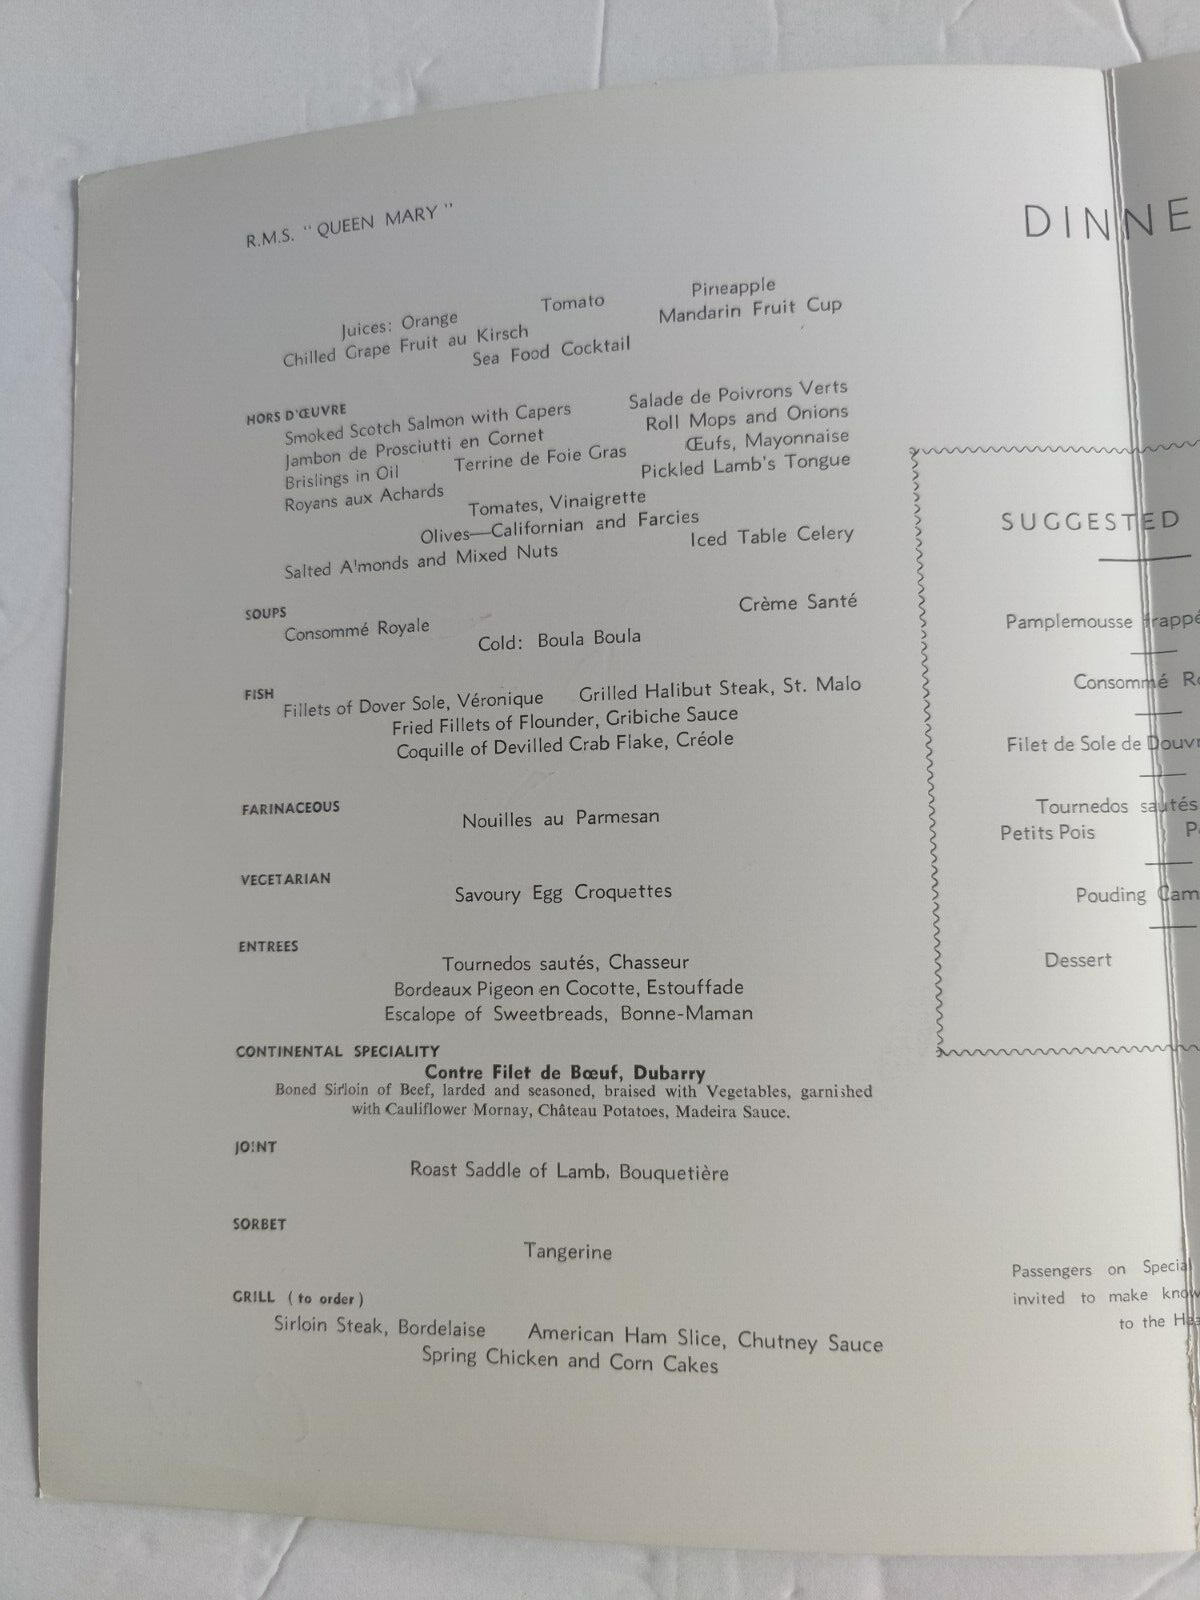 R.M.S. "QUEEN MARY"
Juices: Orange Tomato Pineapple
Chilled Grape Fruit au Kirsch Mandarin Fruit Cup
Sea Food Cocktail
HORS D'ŒUVRE
Smoked Scotch Salmon with Capers Salade de Poivrons Verts
Jambon de Prosciutti en Cornet Roll Mops and Onions
Brislings in Oil Terrine de Foie Gras Œufs, Mayonnaise
Royans aux Achards Pickled Lamb's Tongue
Tomates, Vinaigrette
Olives—Californian and Farcies
Salted A'monds and Mixed Nuts Iced Table Celery
SOUPS
Consommé Royale Crème Santé
Cold: Boula Boula
FISH
Fillets of Dover Sole, Véronique Grilled Halibut Steak, St. Malo
Fried Fillets of Flounder, Gribiche Sauce
Coquille of Devilled Crab Flake, Créole
FARINACEOUS
Nouilles au Parmesan
VEGETARIAN
Savoury Egg Croquettes
ENTREES
Tournedos sautés, Chasseur
Bordeaux Pigeon en Cocotte, Estouffade
Escalope of Sweetbreads, Bonne-Maman
CONTINENTAL SPECIALITY
Contre Filet de Bœuf, Dubarry
Boned Sirloin of Beef, larded and seasoned, braised with Vegetables, garnished
with Cauliflower Mornay, Château Potatoes, Madeira Sauce.
JOINT
Roast Saddle of Lamb, Bouquetière
SORBET
Tangerine
GRILL (to order)
Sirloin Steak, Bordelaise American Ham Slice, Chutney Sauce
Spring Chicken and Corn Cakes
DINNE
SUGGESTED
Pamplemousse frappé
Consommé Ro
Filet de Sole de Douvr
Tournedos sautés
Petits Pois P
Pouding Cam
Dessert
Passengers on Special
invited to make know
to the He